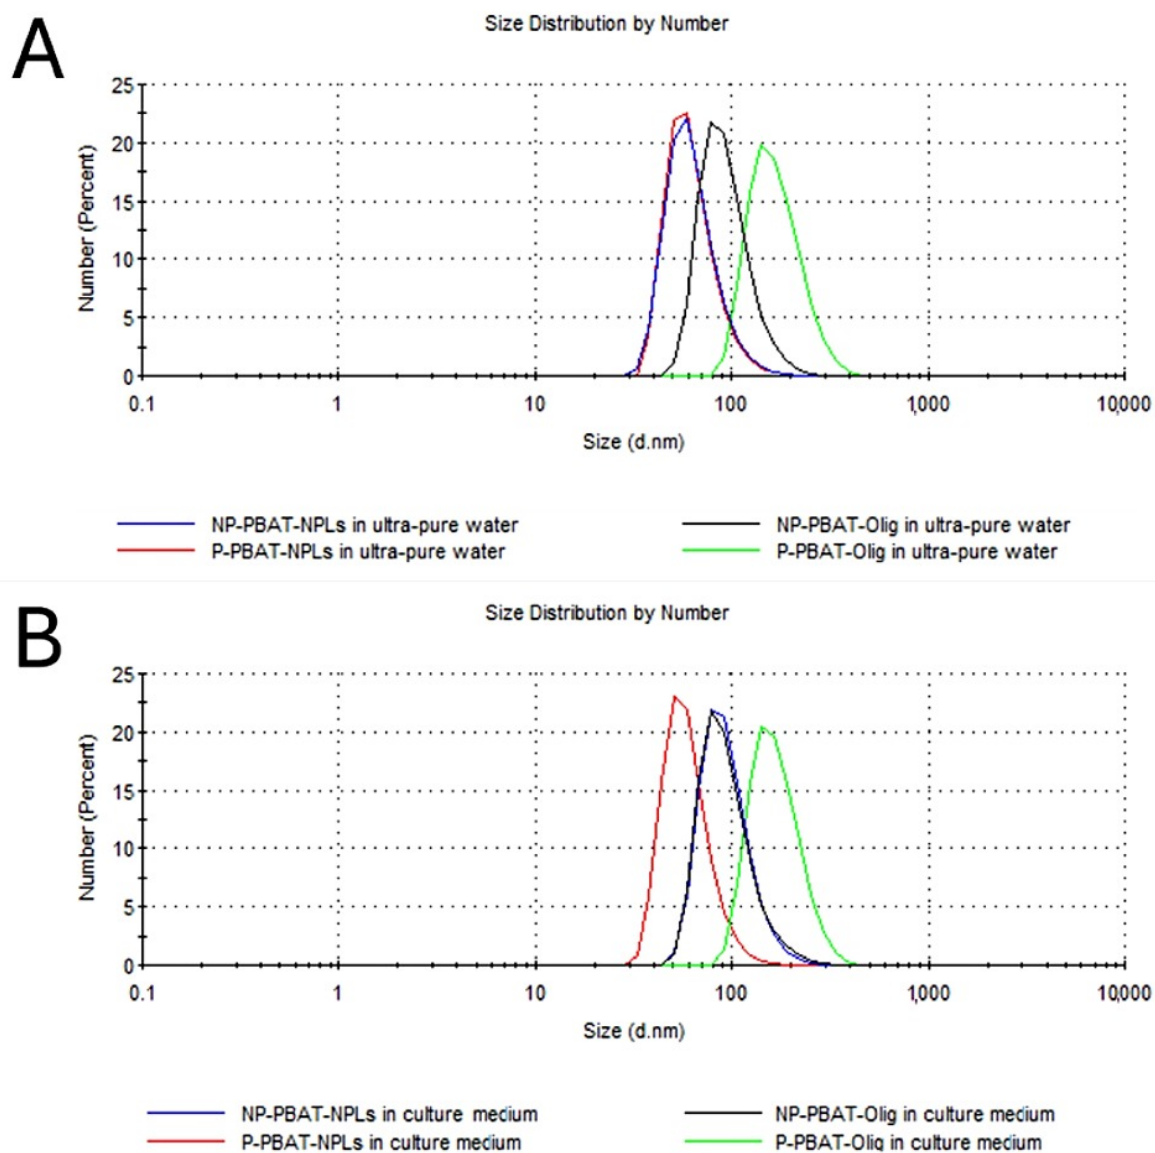 A
Size Distribution by Number
25
20
15
10
5
0
Number (Percent)
0.1 1 10 100 1,000 10,000
Size (d.nm)
NP-PBAT-NPLs in ultra-pure water
P-PBAT-NPLs in ultra-pure water
NP-PBAT-Olig in ultra-pure water
P-PBAT-Olig in ultra-pure water
B
Size Distribution by Number
25
20
15
10
5
0
Number (Percent)
0.1 1 10 100 1,000 10,000
Size (d.nm)
NP-PBAT-NPLs in culture medium
P-PBAT-NPLs in culture medium
NP-PBAT-Olig in culture medium
P-PBAT-Olig in culture medium